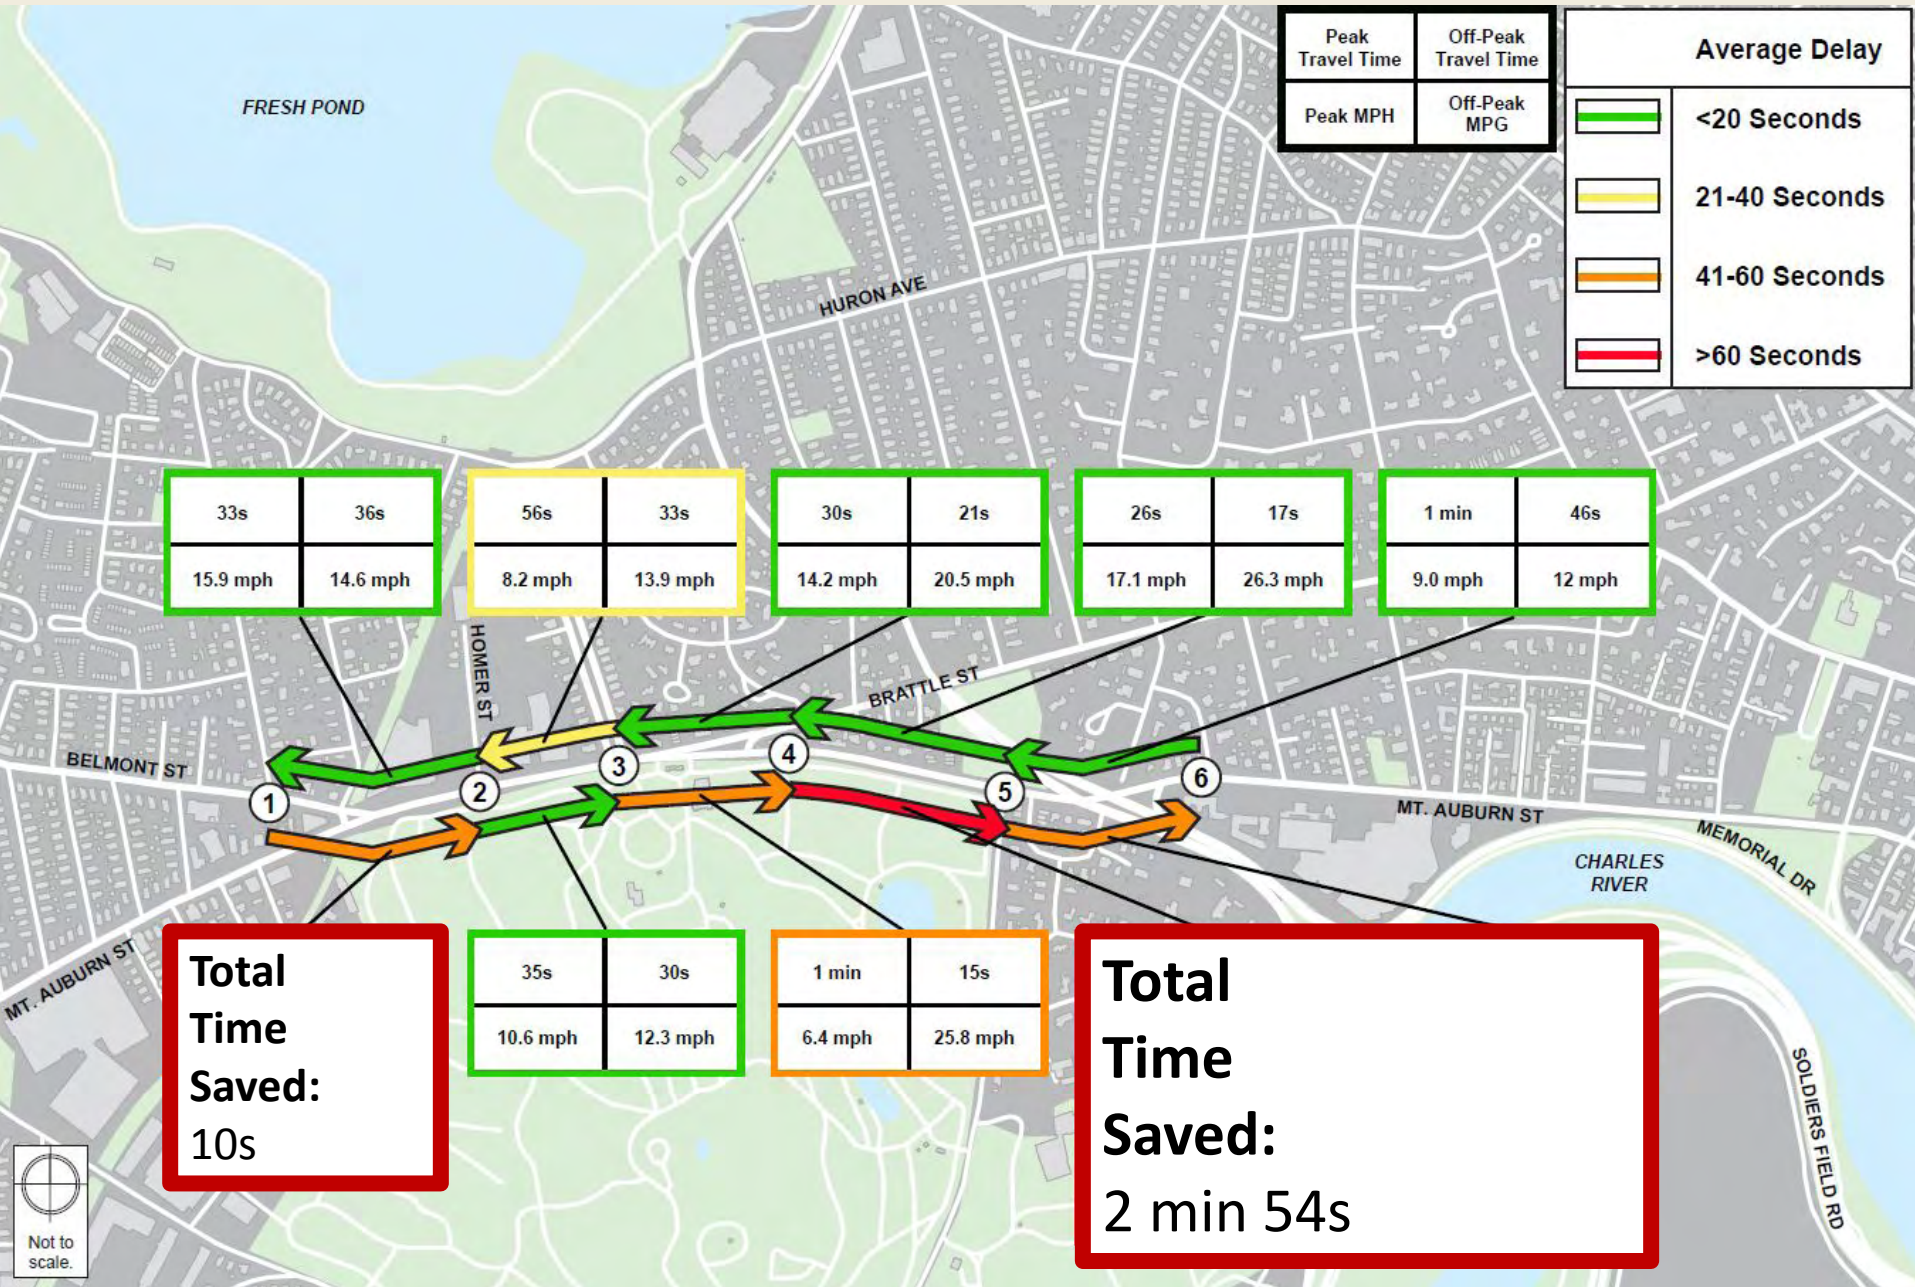 Peak
Travel Time
Off-Peak
Travel Time
Peak MPH
Off-Peak
MPG
Average Delay
<20 Seconds
21-40 Seconds
41-60 Seconds
>60 Seconds
FRESH POND
HURON AVE
33s
36s
15.9 mph
14.6 mph
56s
33s
8.2 mph
13.9 mph
30s
21s
14.2 mph
20.5 mph
26s
17s
17.1 mph
26.3 mph
1 min
46s
9.0 mph
12 mph
HOMER ST
BRATTLE ST
BELMONT ST
1
2
3
4
5
6
MT. AUBURN ST
MEMORIAL DR
CHARLES
RIVER
MT. AUBURN ST
SOLDIERS FIELD RD
Total
Time
Saved:
10s
35s
30s
10.6 mph
12.3 mph
1 min
15s
6.4 mph
25.8 mph
Total
Time
Saved:
2 min 54s
Not to
scale.